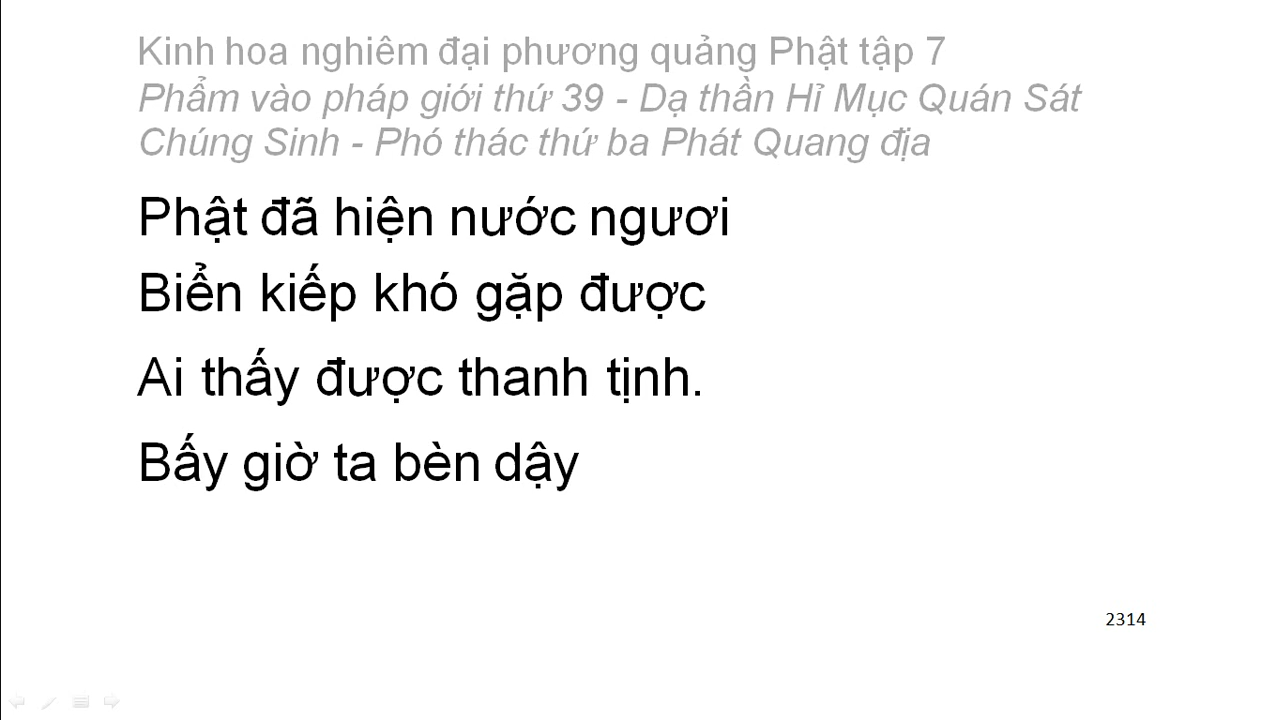 Kinh hoa nghiêm đại phương quảng Phật tập 7
Phẩm vào pháp giới thứ 39 - Dạ thần Hỉ Mục Quán Sát
Chúng Sinh - Phó thác thứ ba Phát Quang địa
Phật đã hiện nước ngươi
Biển kiếp khó gặp được
Ai thấy được thanh tịnh.
Bấy giờ ta bèn dậy
2314